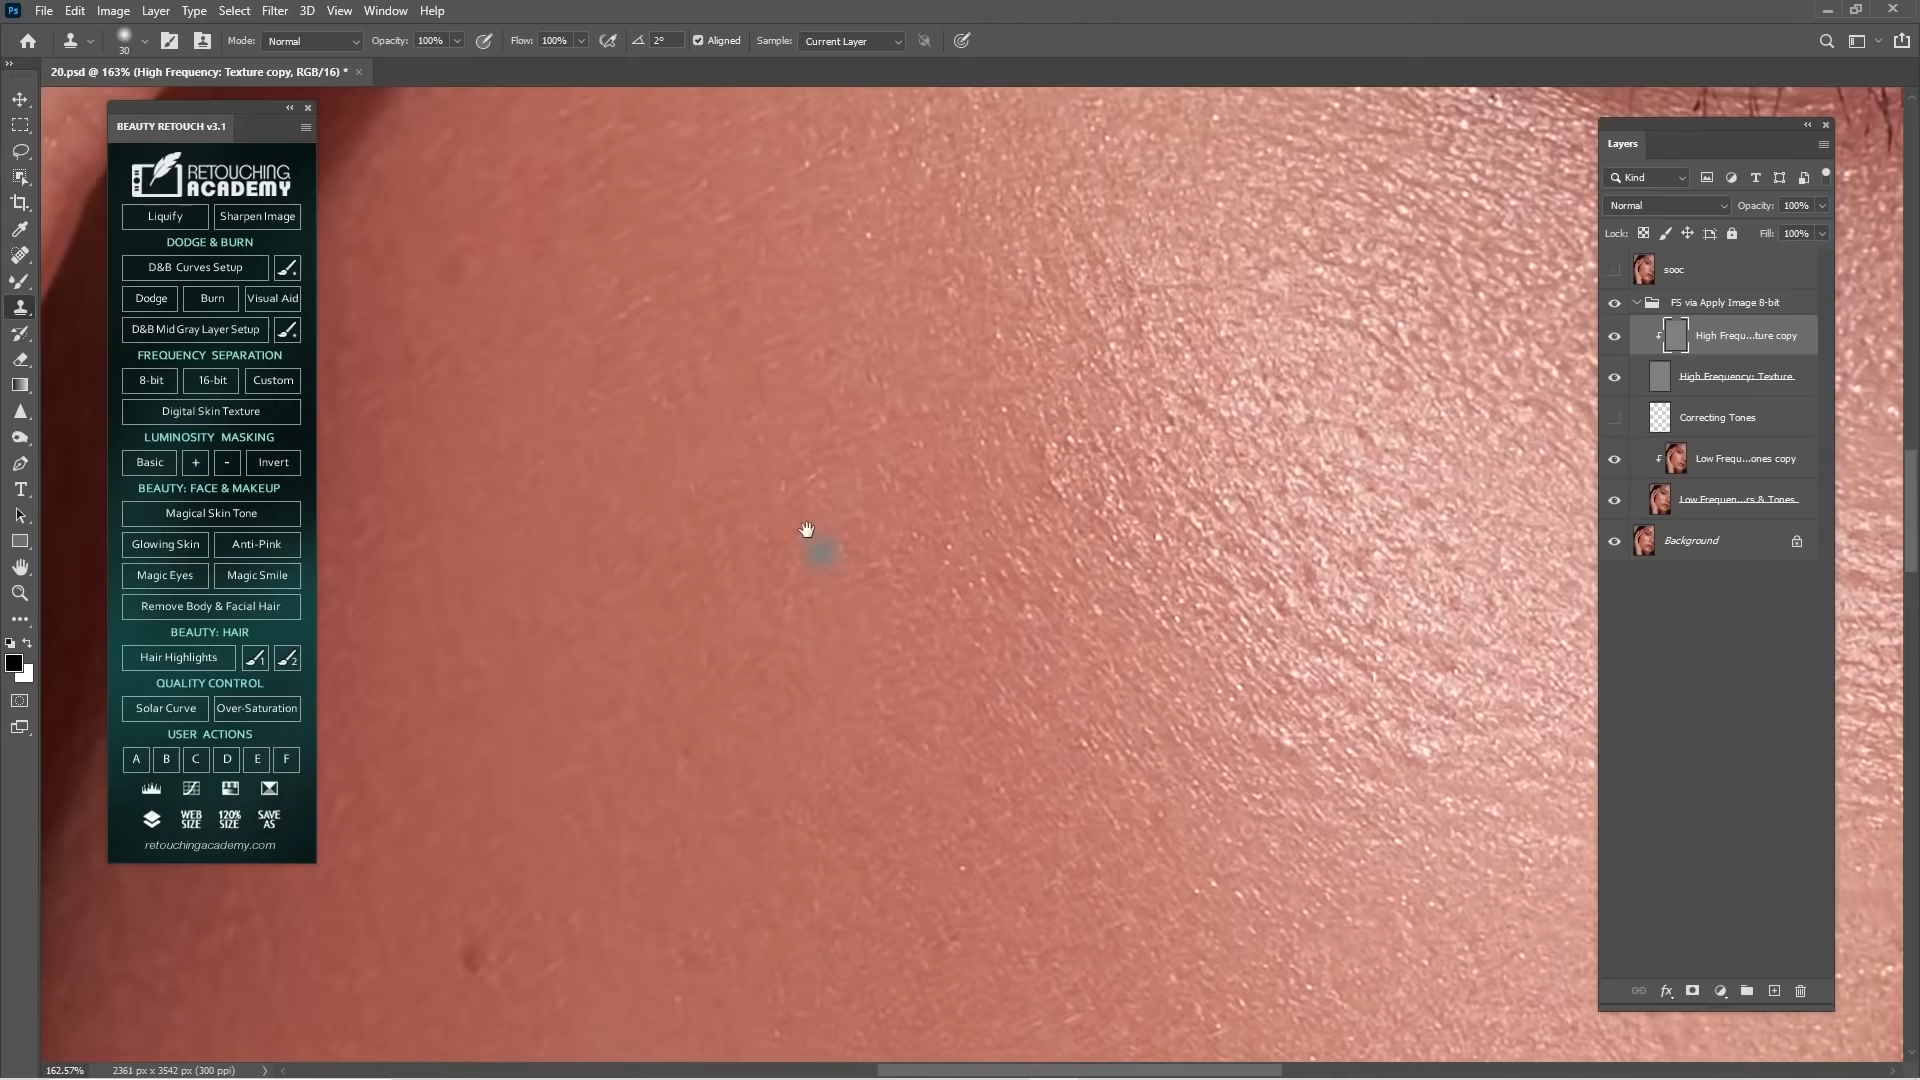 Ps File Edit Image Layer Type Select Filter 3D View Window Help
30 Mode: Normal Opacity: 100% Flow: 100% 2° Aligned Sample: Current Layer
20.psd @ 163% (High Frequency: Texture copy, RGB/16) *
BEAUTY RETOUCH v3.1
RETOUCHING
ACADEMY
Liquify Sharpen Image
DODGE & BURN
D&B Curves Setup
Dodge Burn Visual Aid
D&B Mid Gray Layer Setup
FREQUENCY SEPARATION
8-bit 16-bit Custom
Digital Skin Texture
LUMINOSITY MASKING
Basic + - Invert
BEAUTY: FACE & MAKEUP
Magical Skin Tone
Glowing Skin Anti-Pink
Magic Eyes Magic Smile
Remove Body & Facial Hair
BEAUTY: HAIR
Hair Highlights 1 2
QUALITY CONTROL
Solar Curve Over-Saturation
USER ACTIONS
A B C D E F
WEB SIZE 120% SIZE SAVE AS
retouchingacademy.com
Layers
Kind
Normal Opacity: 100%
Lock: Fill: 100%
sooc
FS via Apply Image 8-bit
High Frequ...ture copy
High Frequency: Texture
Correcting Tones
Low Frequ...ones copy
Low Frequen...rs & Tones
Background
fx
162.57% 2361 px x 3542 px (300 ppi)